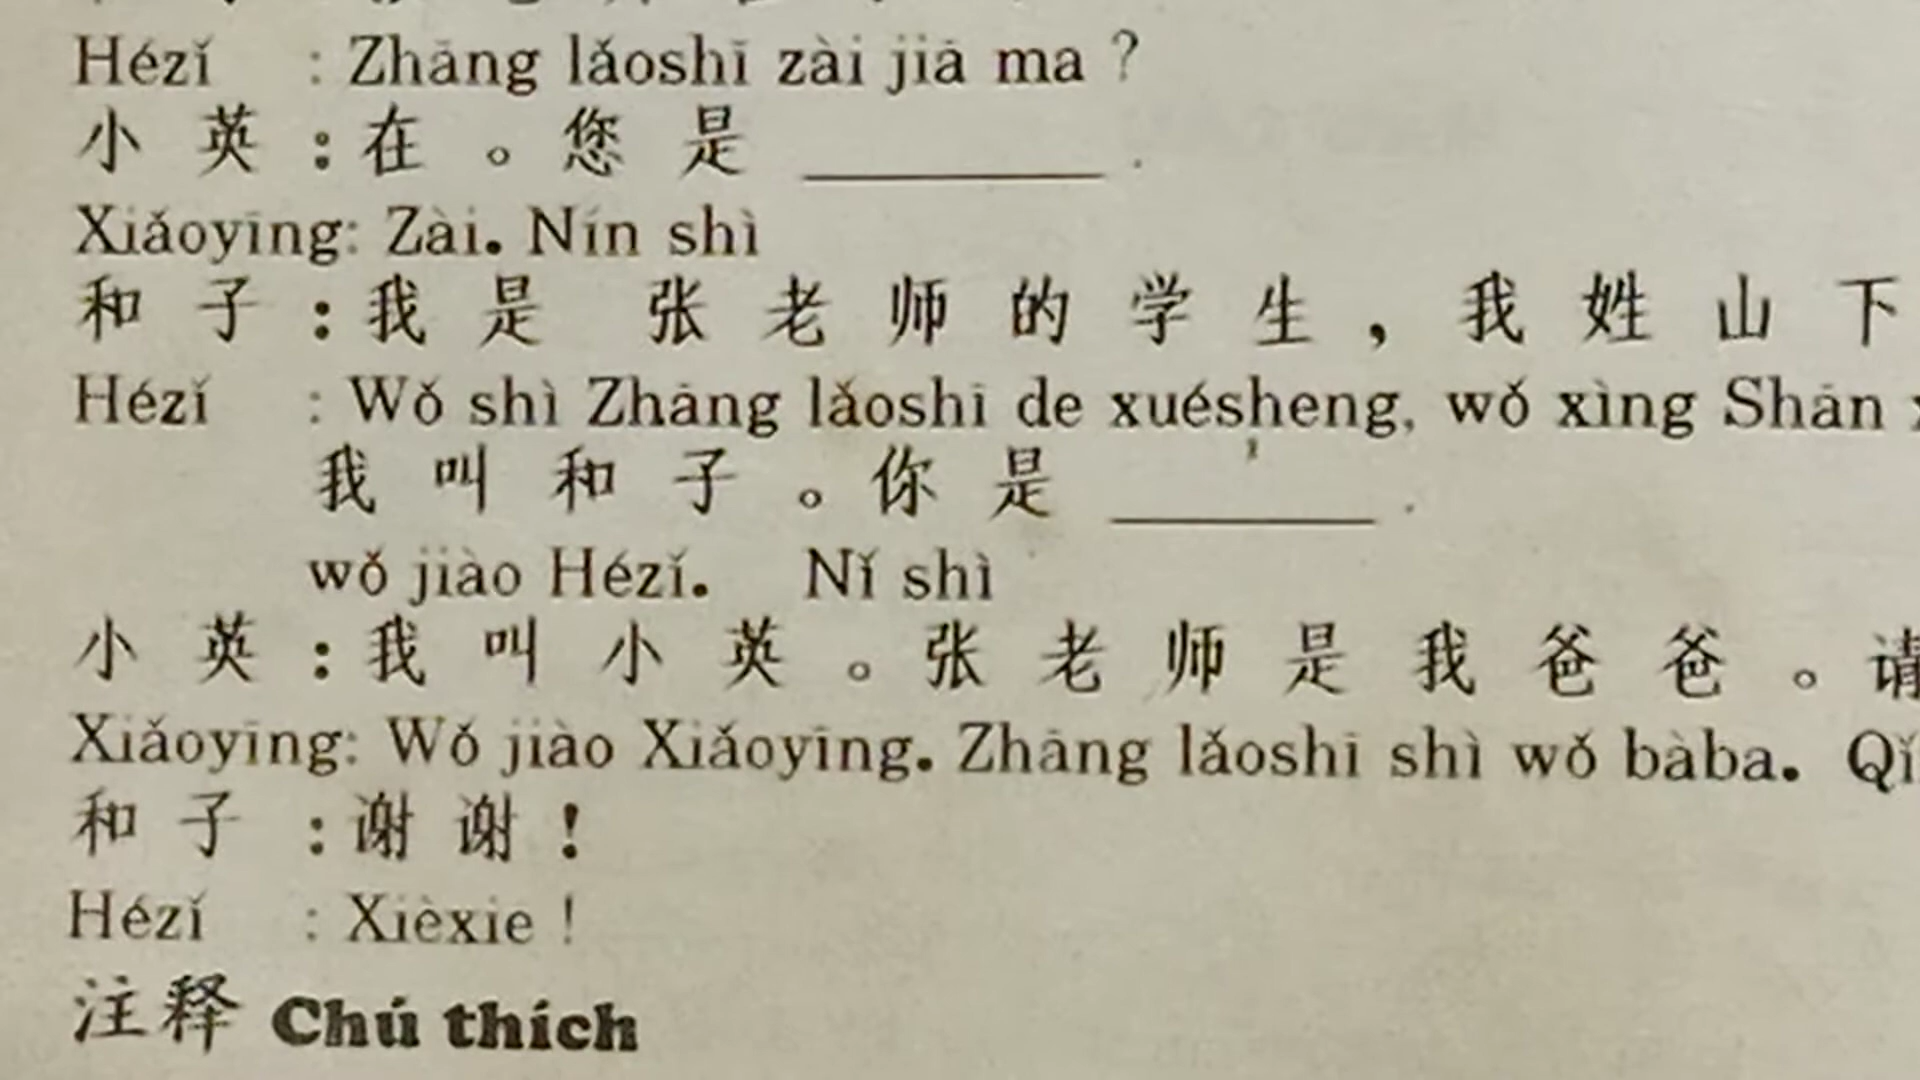 Hézǐ : Zhāng lǎoshī zài jiā ma ?
小 英 : 在 。 您 是 ________ .
Xiǎoyīng: Zài. Nín shì
和 子 : 我 是 张 老 师 的 学 生 , 我 姓 山 下
Hézǐ : Wǒ shì Zhāng lǎoshī de xuésheng, wǒ xìng Shān
我 叫 和 子 。 你 是 ________ .
wǒ jiào Hézǐ. Nǐ shì
小 英 : 我 叫 小 英 。 张 老 师 是 我 爸 爸 。 请
Xiǎoyīng: Wǒ jiào Xiǎoyīng. Zhāng lǎoshī shì wǒ bàba. Qǐ
和 子 : 谢 谢 !
Hézǐ : Xièxie !
注释 Chú thích